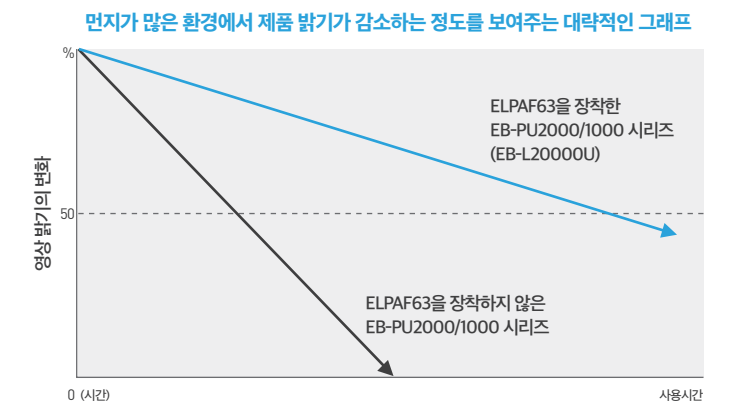 먼지가 많은 환경에서 제품 밝기가 감소하는 정도를 보여주는 대략적인 그래프
%
ELPAF63을 장착한
EB-PU2000/1000 시리즈
(EB-L20000U)
영상 밝기의 변화
50
ELPAF63을 장착하지 않은
EB-PU2000/1000 시리즈
0 (시간)
사용시간